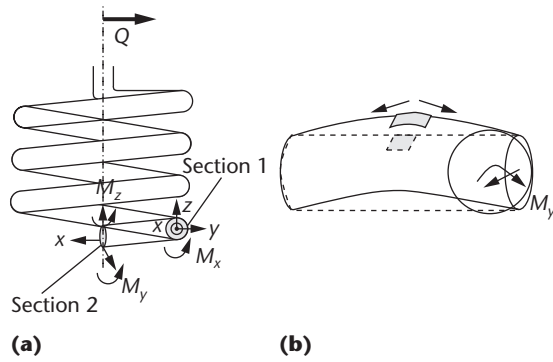 Q
Section 1
M_z
z
x
x
y
M_x
M_y
Section 2
M_y
(a)
(b)